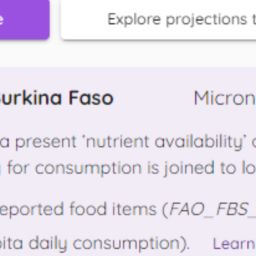 Explore projections t
urkina Faso
Micron
a present ‘nutrient availability’
for consumption is joined to lo
eported food items (FAO_FBS_
pita daily consumption).
Learn